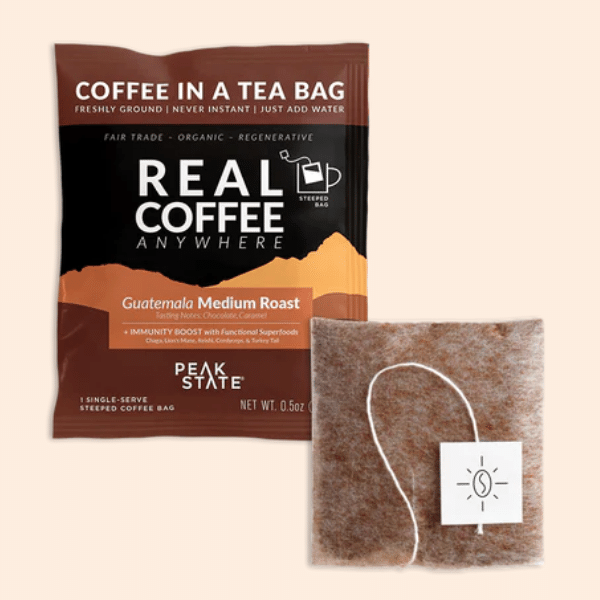 COFFEE IN A TEA BAG
FRESHLY GROUND | NEVER INSTANT | JUST ADD WATER
FAIR TRADE - ORGANIC - REGENERATIVE
REAL
COFFEE
ANYWHERE
STEEPED
BAG
Guatemala Medium Roast
Tasting Notes: Chocolate, Caramel
+ IMMUNITY BOOST with Functional Superfoods
Chaga, Lion's Mane, Reishi, Cordyceps, & Turkey Tail
PEAK
STATE®
1 SINGLE-SERVE
STEEPED COFFEE BAG
NET WT. 0.5oz (